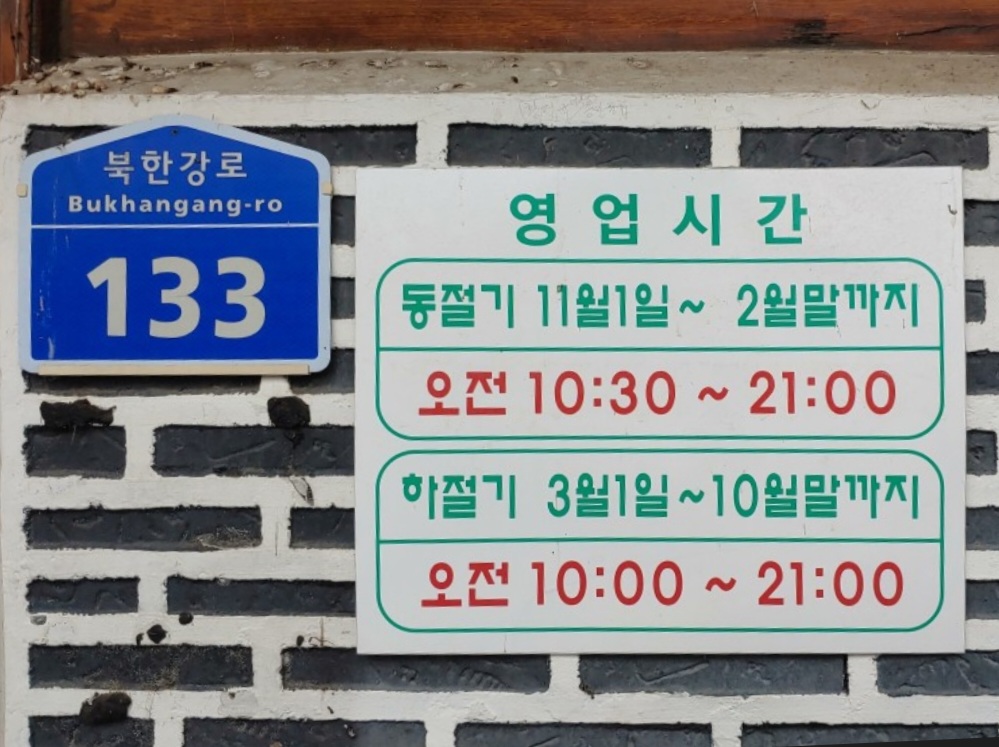 북한강로
Bukhangang-ro
133
영업시간
동절기 11월1일~ 2월말까지
오전 10:30 ~ 21:00
하절기 3월1일~10월말까지
오전 10:00 ~ 21:00